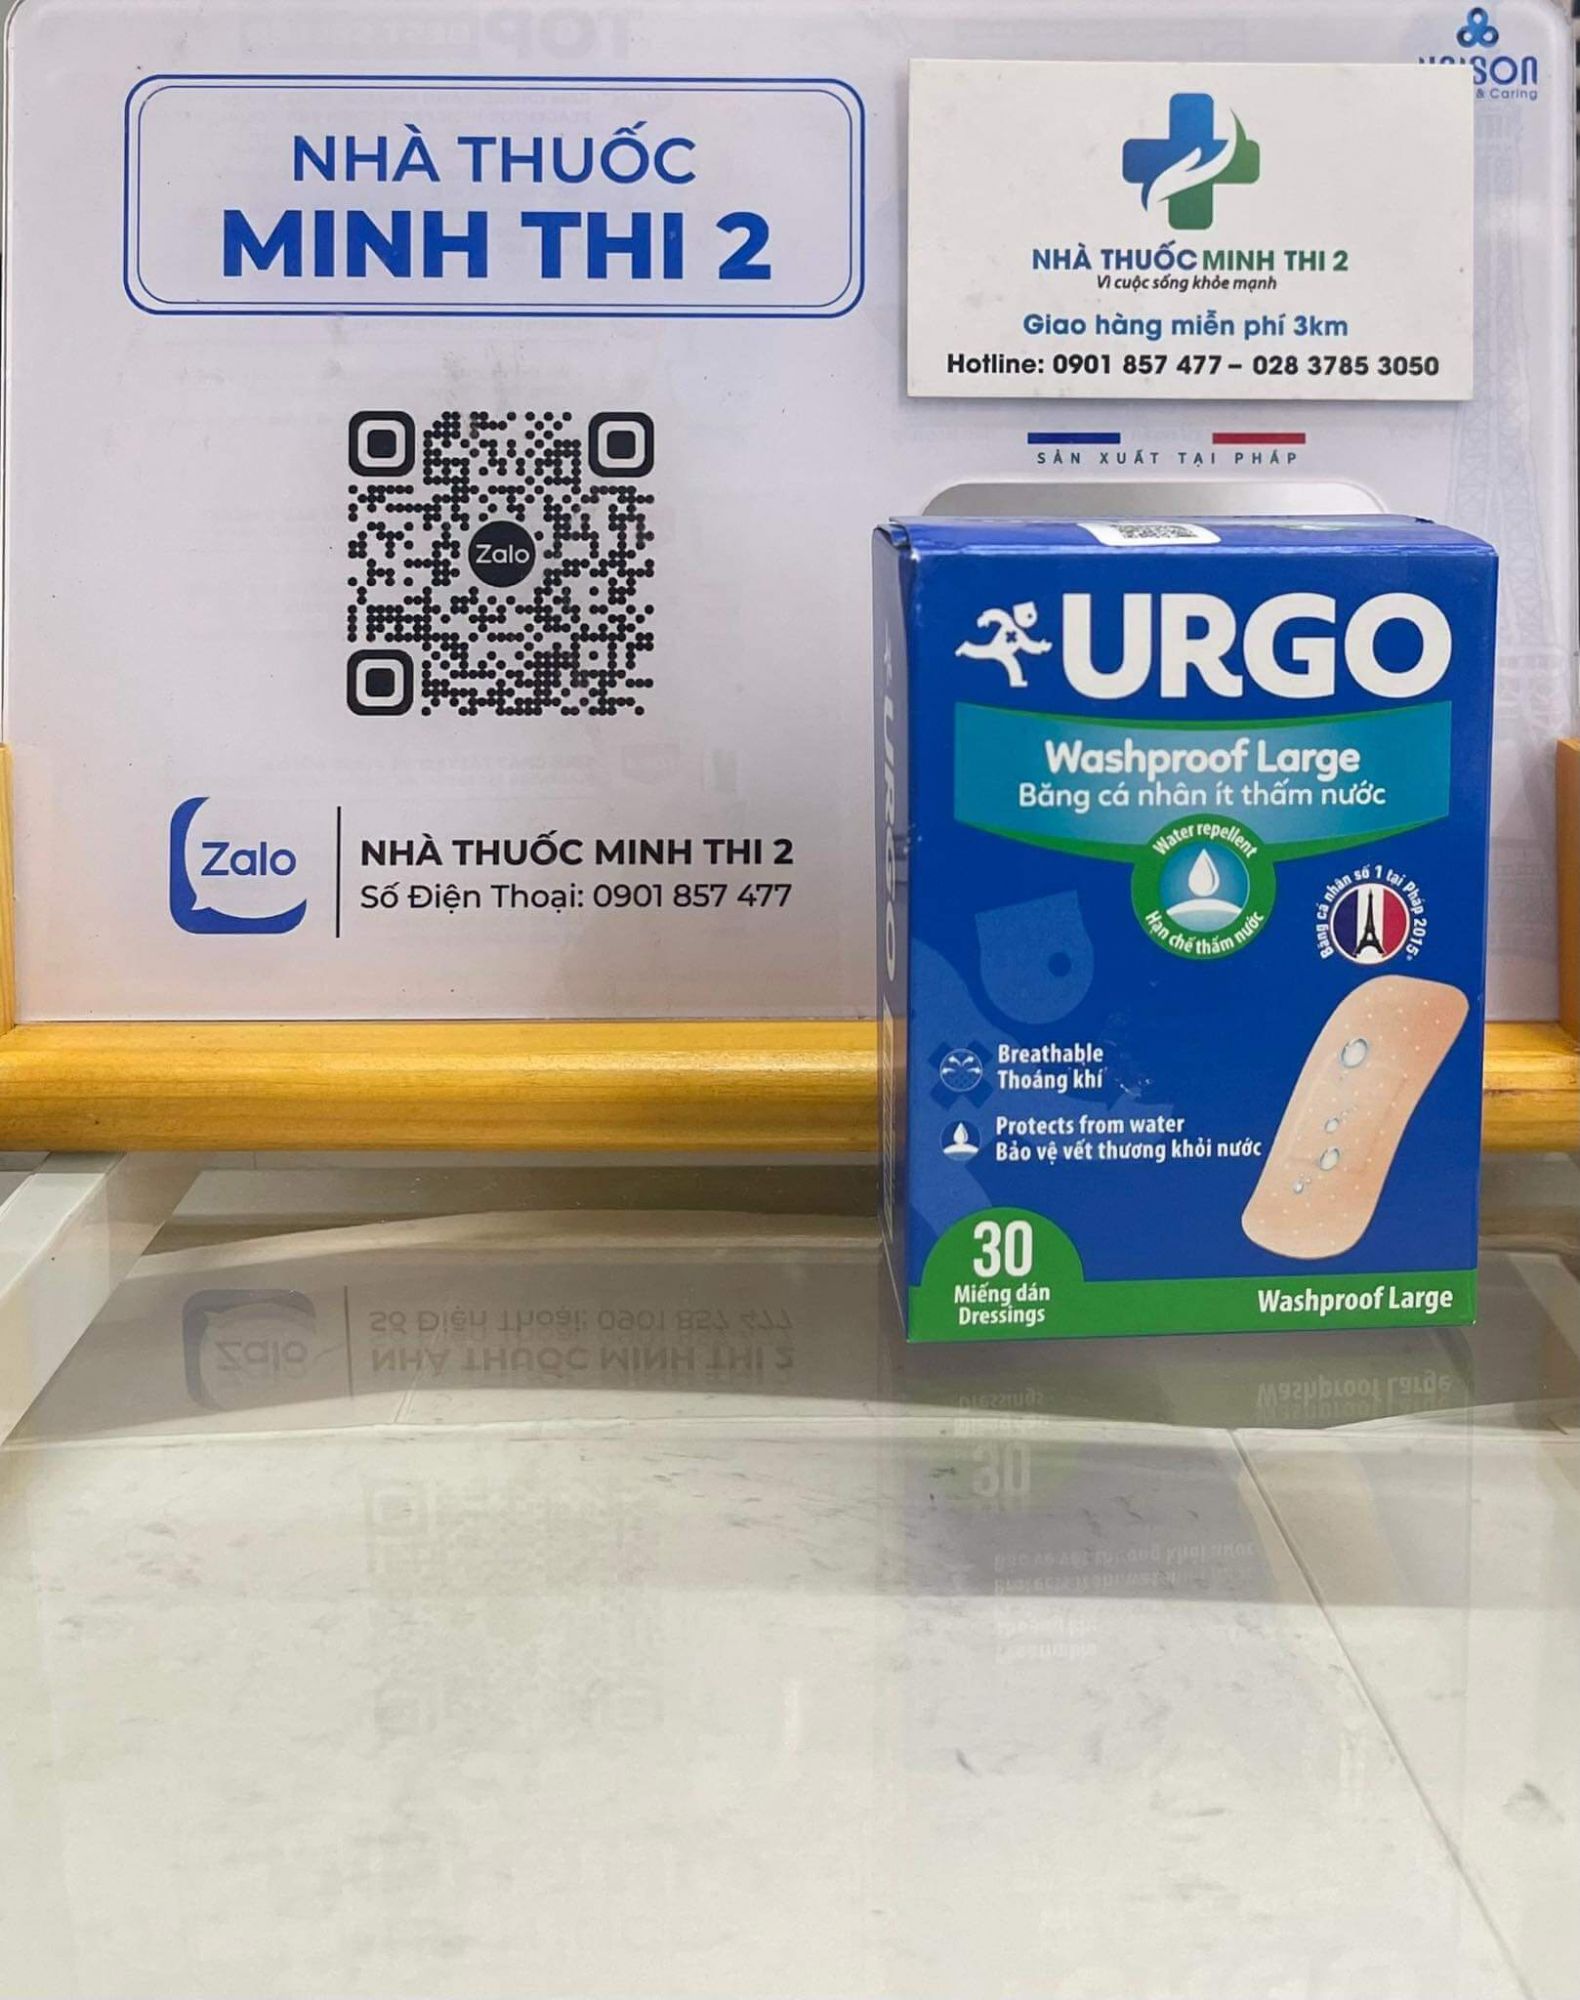 NHÀ THUỐC
MINH THI 2
Zalo
Zalo
NHÀ THUỐC MINH THI 2
Số Điện Thoại: 0901 857 477
SON
& Caring
NHÀ THUỐC MINH THI 2
Vì cuộc sống khỏe mạnh
Giao hàng miễn phí 3km
Hotline: 0901 857 477 – 028 3785 3050
SẢN XUẤT TẠI PHÁP
URGO
URGO
Washproof Large
Băng cá nhân ít thấm nước
Water repellent
Hạn chế thấm nước
Băng cá nhân số 1 tại Pháp 2015*
Breathable
Thoáng khí
Protects from water
Bảo vệ vết thương khỏi nước
30
Miếng dán
Dressings
Washproof Large